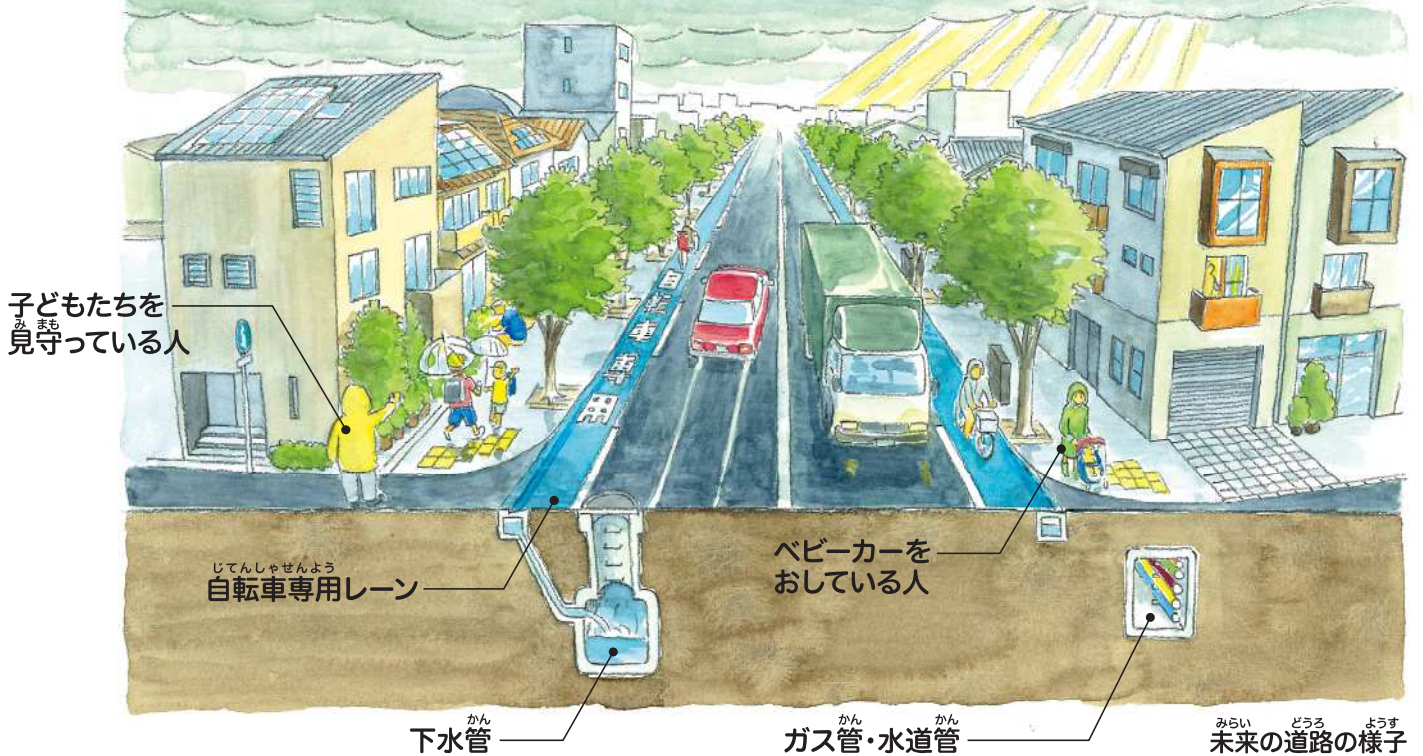 子どもたちを
見守っている人
み まも
自転車専用
自転車専用レーン
じてんしゃせんよう
ベビーカーを
おしている人
下水管
かん
ガス管・水道管
かん かん
未来の道路の様子
みらい どうろ ようす